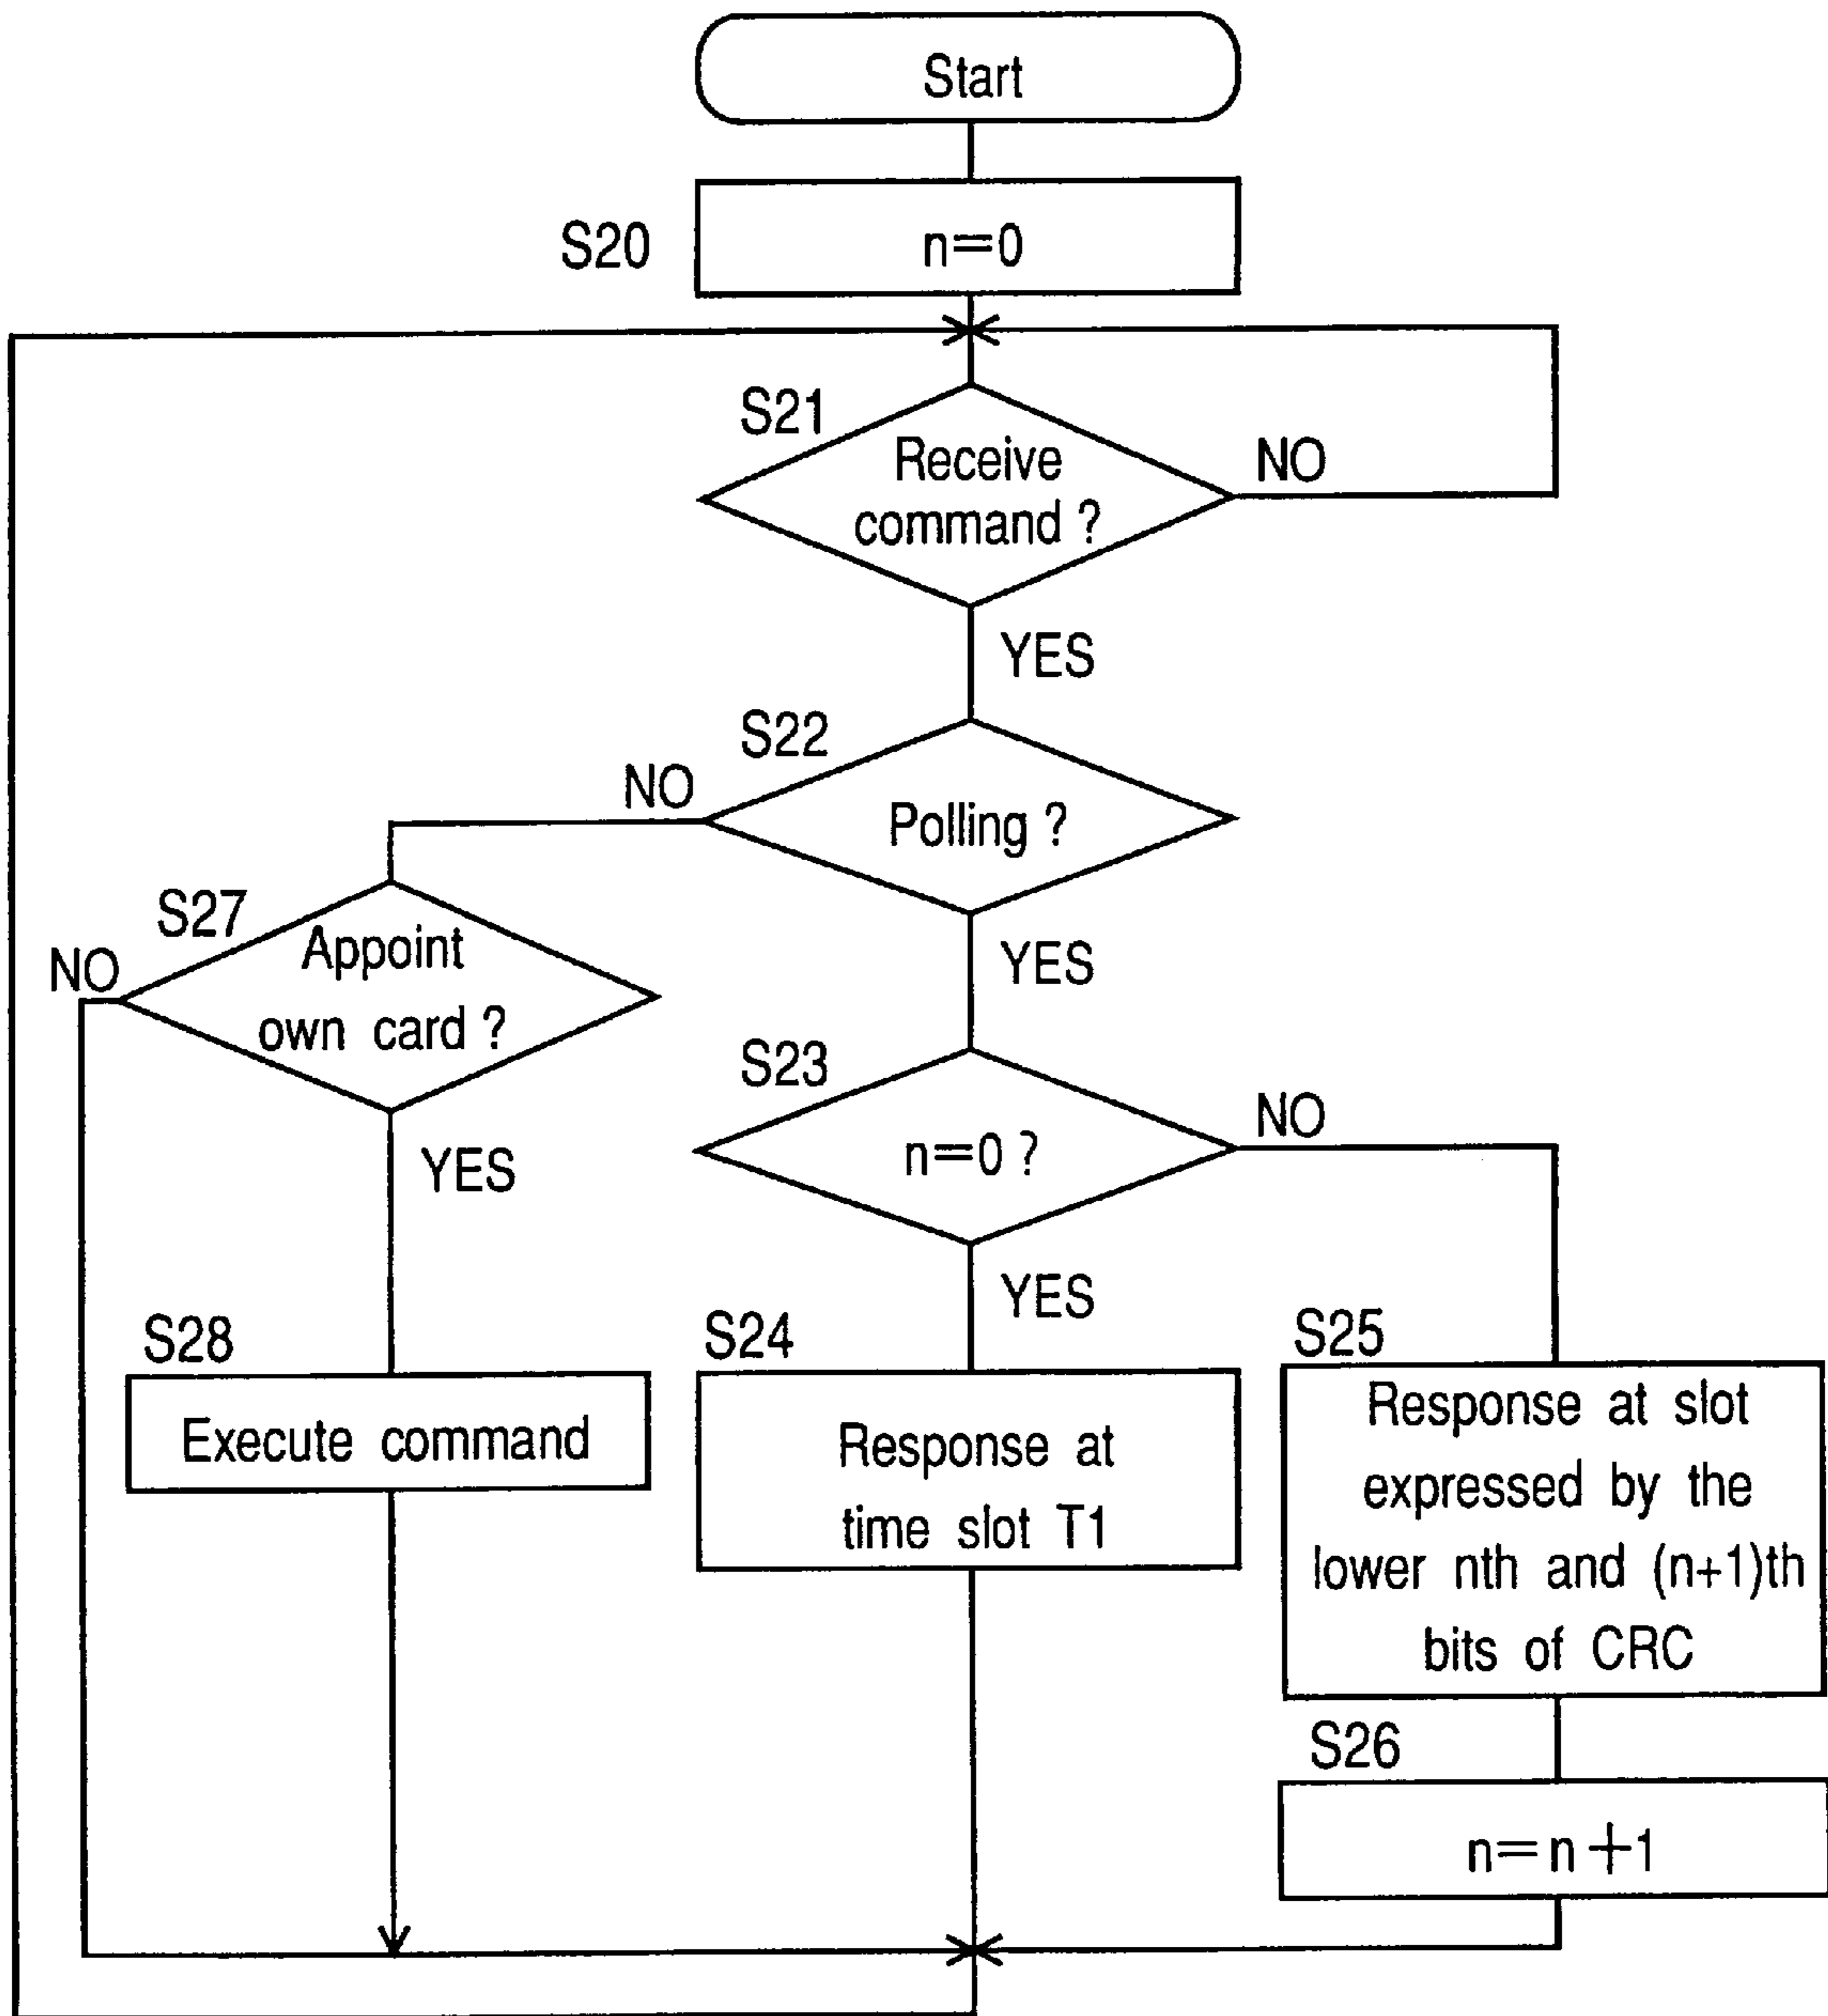 Start
S20
n=0
S21
Receive
command ?
NO
YES
S22
NO
Polling ?
S27
NO
Appoint
own card ?
YES
YES
S23
n=0 ?
NO
YES
S28
Execute command
S24
Response at
time slot T1
S25
Response at slot
expressed by the
lower nth and (n+1)th
bits of CRC
S26
n=n+1